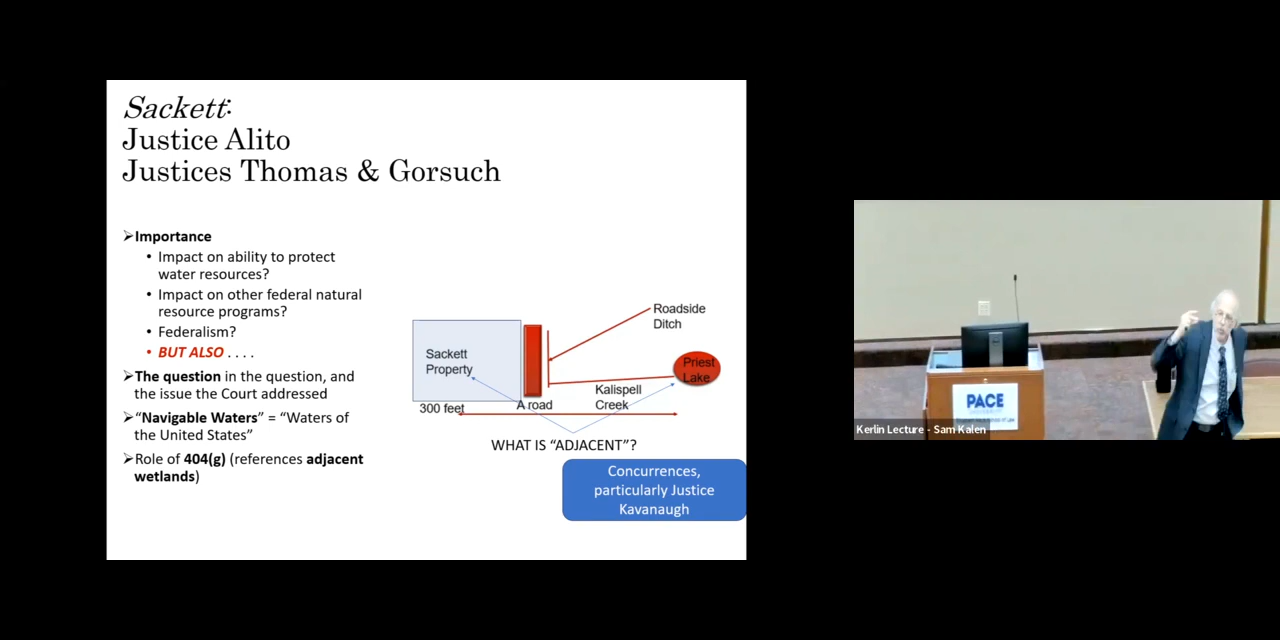 Sackett:
Justice Alito
Justices Thomas & Gorsuch
➢Importance
• Impact on ability to protect
water resources?
• Impact on other federal natural
resource programs?
• Federalism?
• BUT ALSO . . . .
➢The question in the question, and
the issue the Court addressed
➢“Navigable Waters” = “Waters of
the United States”
➢Role of 404(g) (references adjacent
wetlands)
Roadside
Ditch
Sackett
Property
Priest
Lake
Kalispell
Creek
300 feet
A road
WHAT IS “ADJACENT”?
Concurrences,
particularly Justice
Kavanaugh
PACE
Kerlin Lecture - Sam Kalen